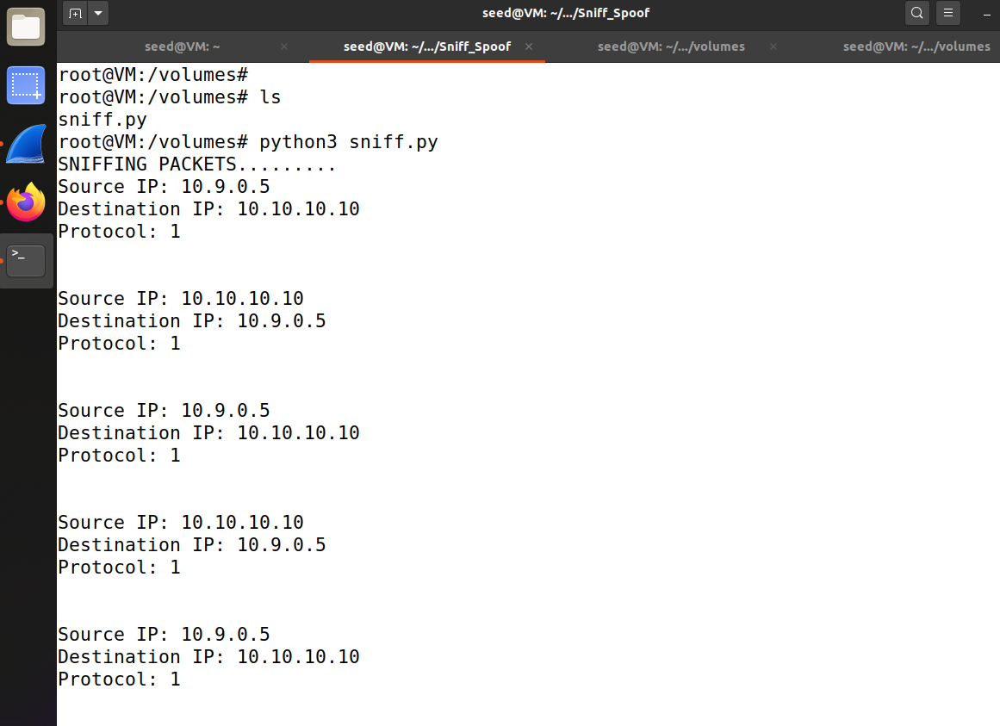 seed@VM: ~/.../Sniff_Spoof
seed@VM: ~
seed@VM: ~/.../Sniff_Spoof
seed@VM: ~/.../volumes
seed@VM: ~/.../volumes
root@VM:/volumes#
root@VM:/volumes# ls
sniff.py
root@VM:/volumes# python3 sniff.py
SNIFFING PACKETS.........
Source IP: 10.9.0.5
Destination IP: 10.10.10.10
Protocol: 1
Source IP: 10.10.10.10
Destination IP: 10.9.0.5
Protocol: 1
Source IP: 10.9.0.5
Destination IP: 10.10.10.10
Protocol: 1
Source IP: 10.10.10.10
Destination IP: 10.9.0.5
Protocol: 1
Source IP: 10.9.0.5
Destination IP: 10.10.10.10
Protocol: 1